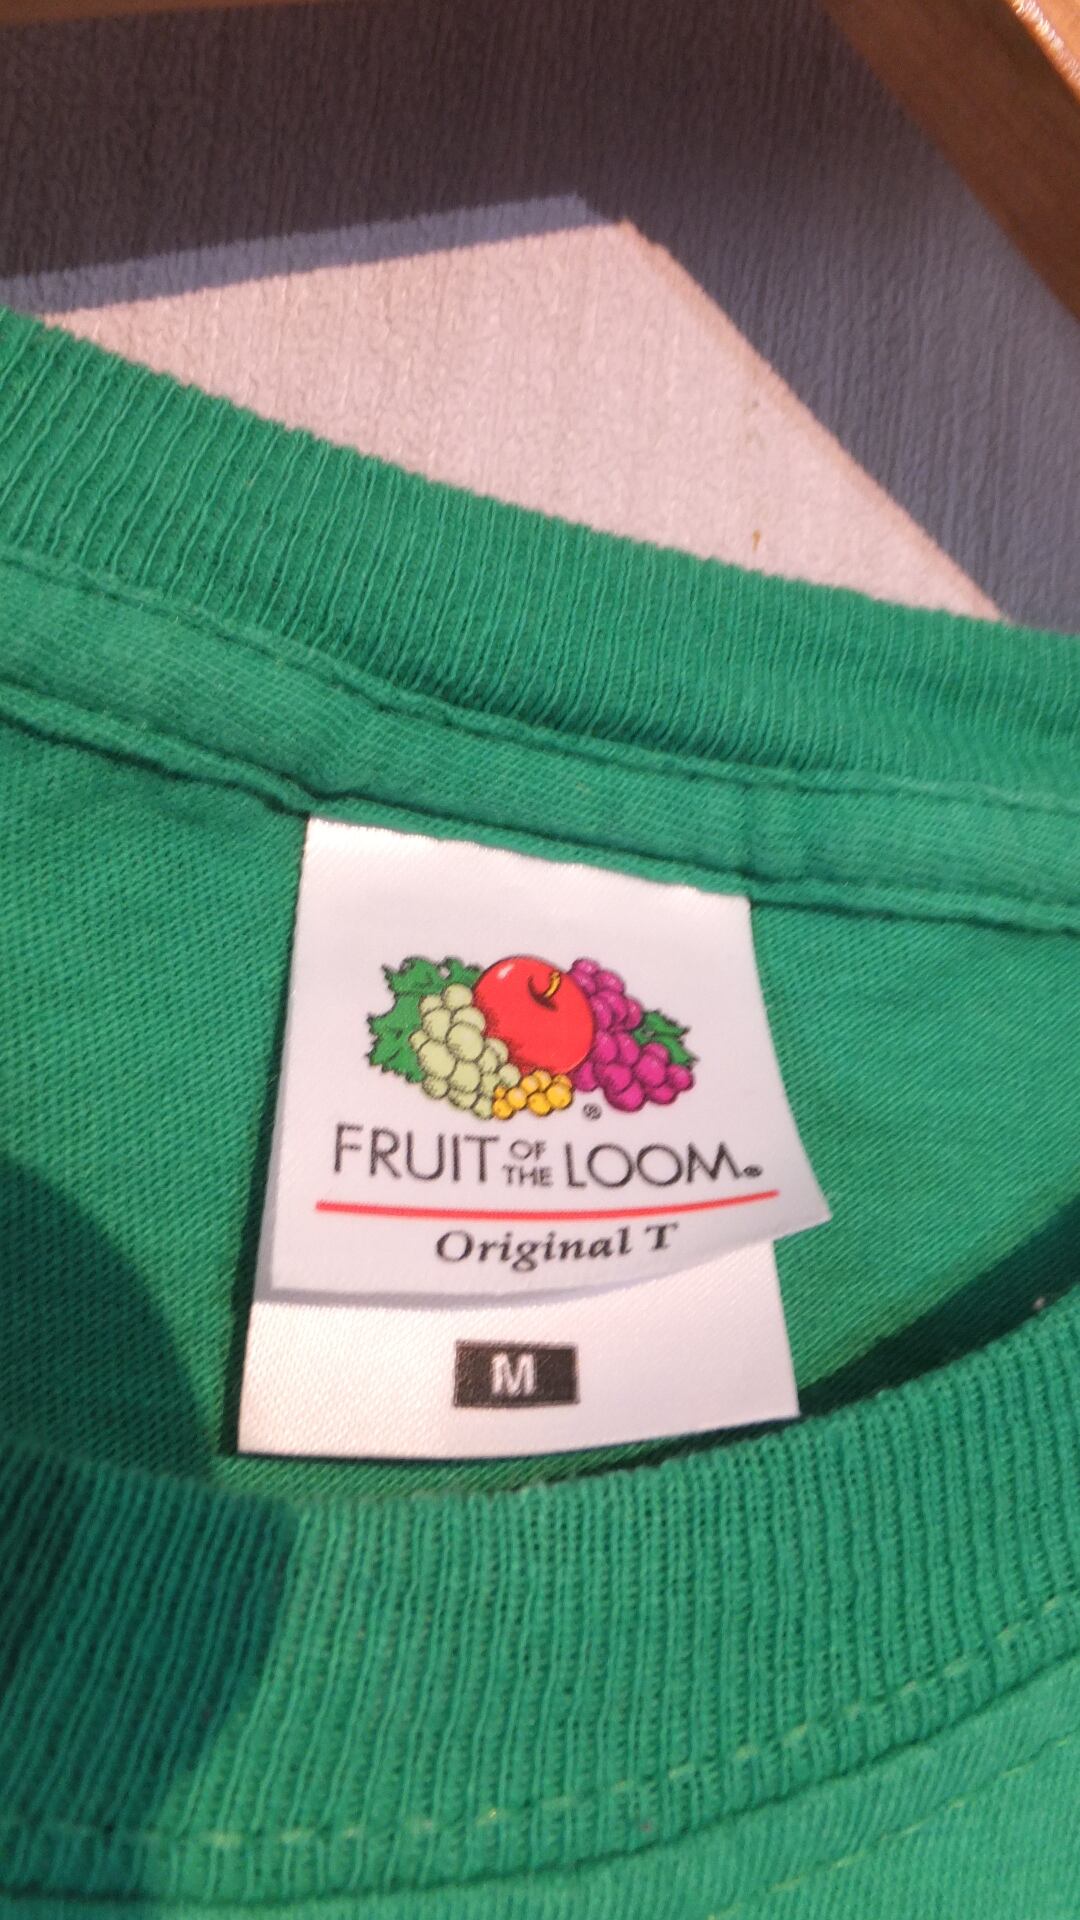 ®
FRUIT OF THE LOOM®
Original T
M